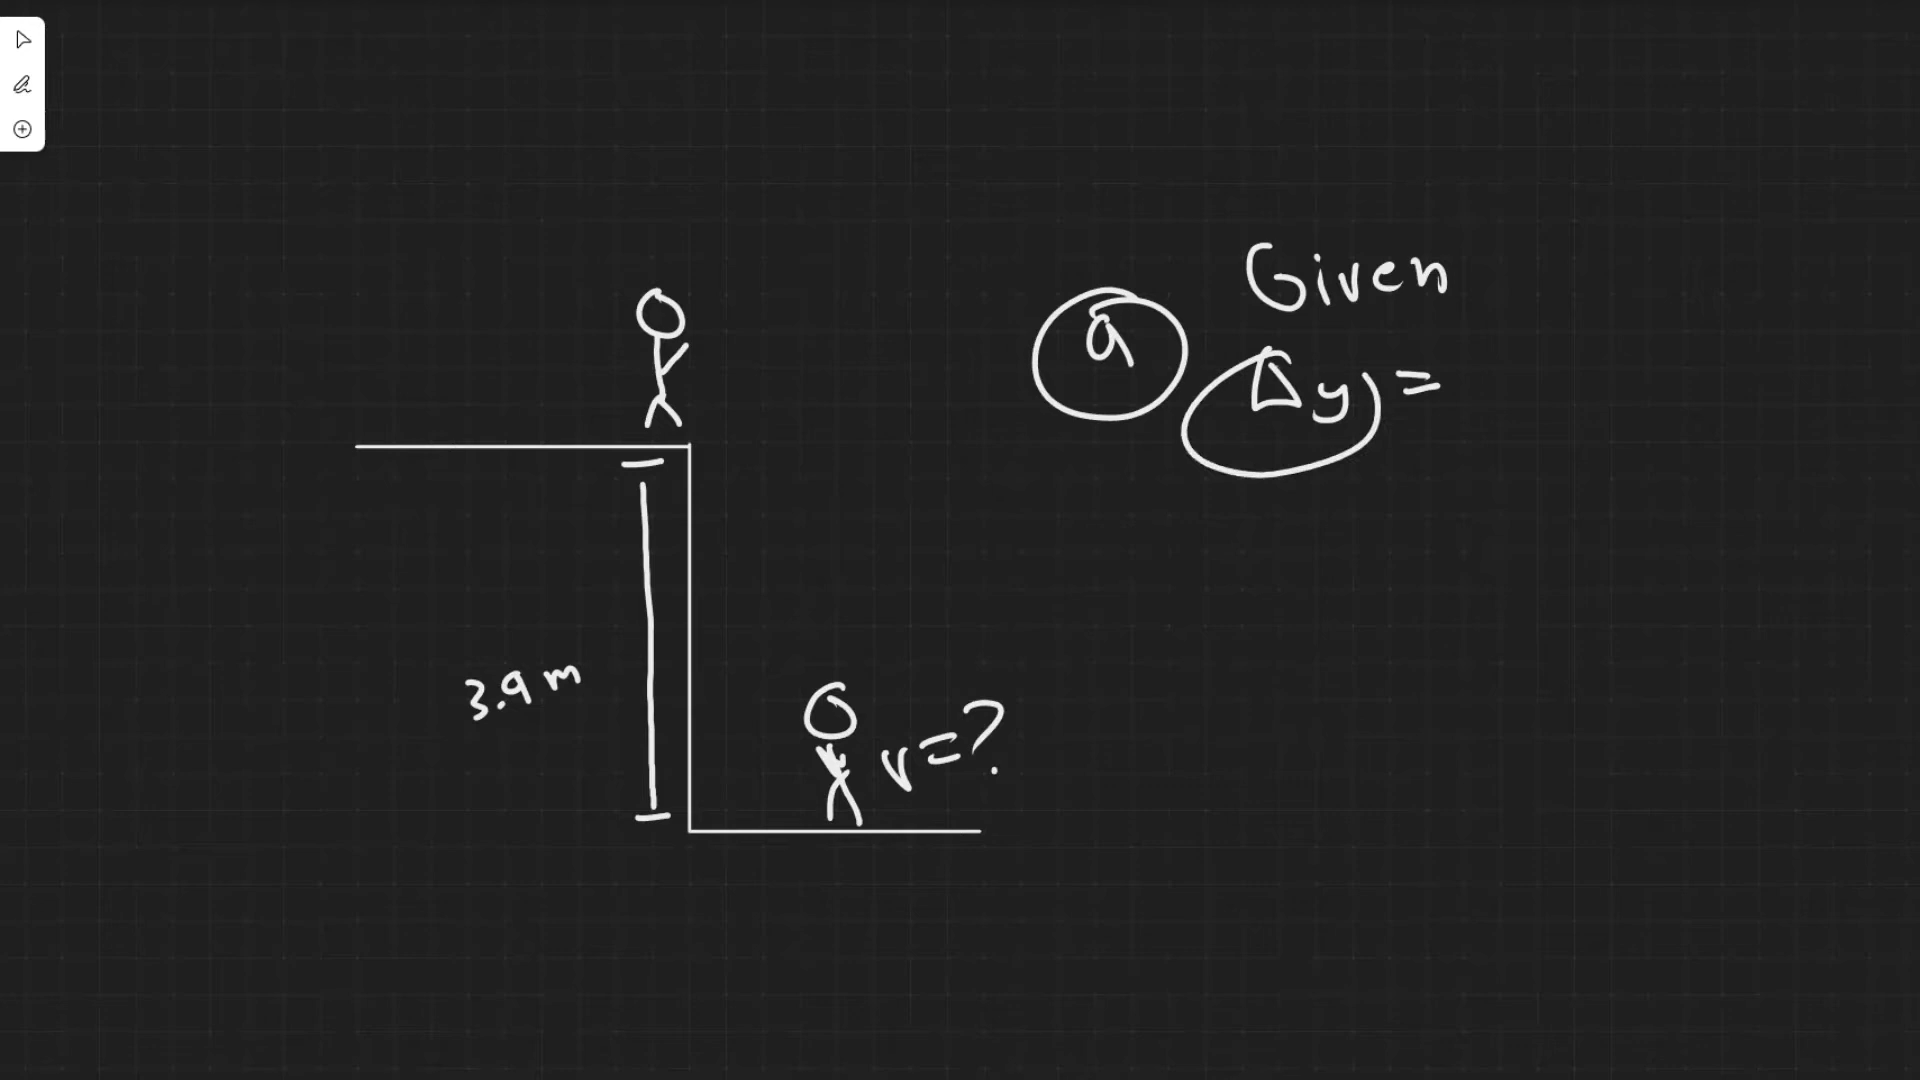 Given
a
Δy =
3.9 m
v=?